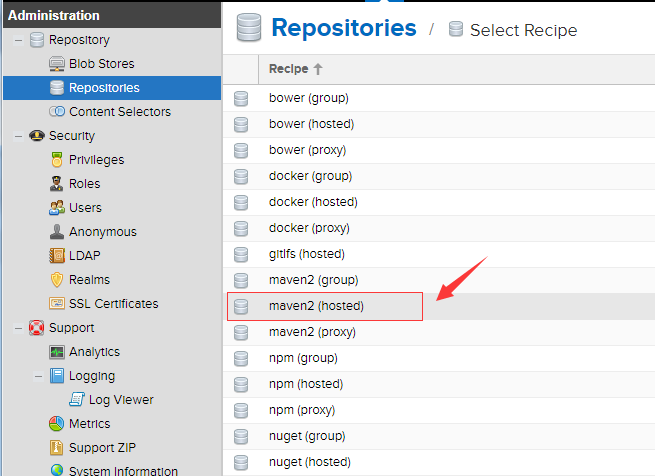 Administration
Repository
Blob Stores
Repositories
Content Selectors
Security
Privileges
Roles
Users
Anonymous
LDAP
Realms
SSL Certificates
Support
Analytics
Logging
Log Viewer
Metrics
Support ZIP
System Information
Repositories / Select Recipe
Recipe
bower (group)
bower (hosted)
bower (proxy)
docker (group)
docker (hosted)
docker (proxy)
gitlfs (hosted)
maven2 (group)
maven2 (hosted)
maven2 (proxy)
npm (group)
npm (hosted)
npm (proxy)
nuget (group)
nuget (hosted)